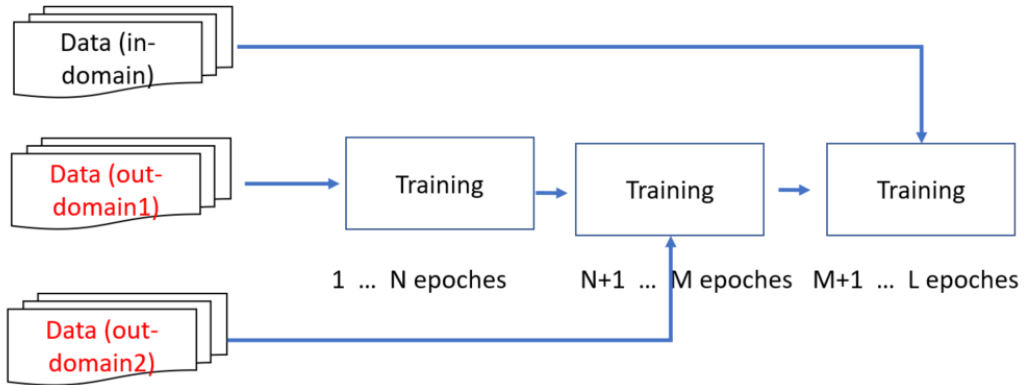 Data (in-
domain)
Data (out-
domain1)
Training
Training
Training
1 ... N epoches
N+1 ... M epoches
M+1 ... L epoches
Data (out-
domain2)